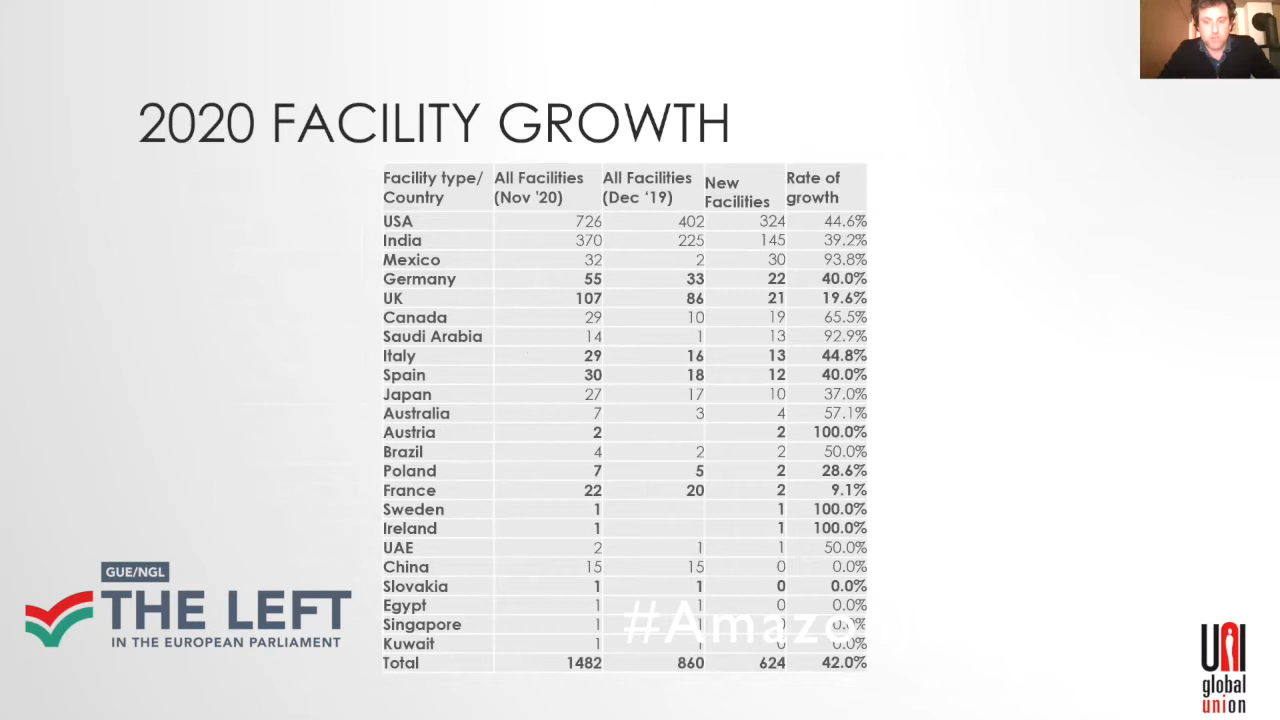 2020 FACILITY GROWTH
Facility type/ Country All Facilities (Nov '20) All Facilities (Dec '19) New Facilities Rate of growth
USA 726 402 324 44.6%
India 370 225 145 39.2%
Mexico 32 2 30 93.8%
Germany 55 33 22 40.0%
UK 107 86 21 19.6%
Canada 29 10 19 65.5%
Saudi Arabia 14 1 13 92.9%
Italy 29 16 13 44.8%
Spain 30 18 12 40.0%
Japan 27 17 10 37.0%
Australia 7 3 4 57.1%
Austria 2 2 100.0%
Brazil 4 2 2 50.0%
Poland 7 5 2 28.6%
France 22 20 2 9.1%
Sweden 1 1 100.0%
Ireland 1 1 100.0%
UAE 2 1 1 50.0%
China 15 15 0 0.0%
Slovakia 1 1 0 0.0%
Egypt 1 1 0 0.0%
Singapore 1 1 0 0.0%
Kuwait 1 1 0 0.0%
Total 1482 860 624 42.0%
GUE/NGL
THE LEFT
IN THE EUROPEAN PARLIAMENT
UNI
global
union